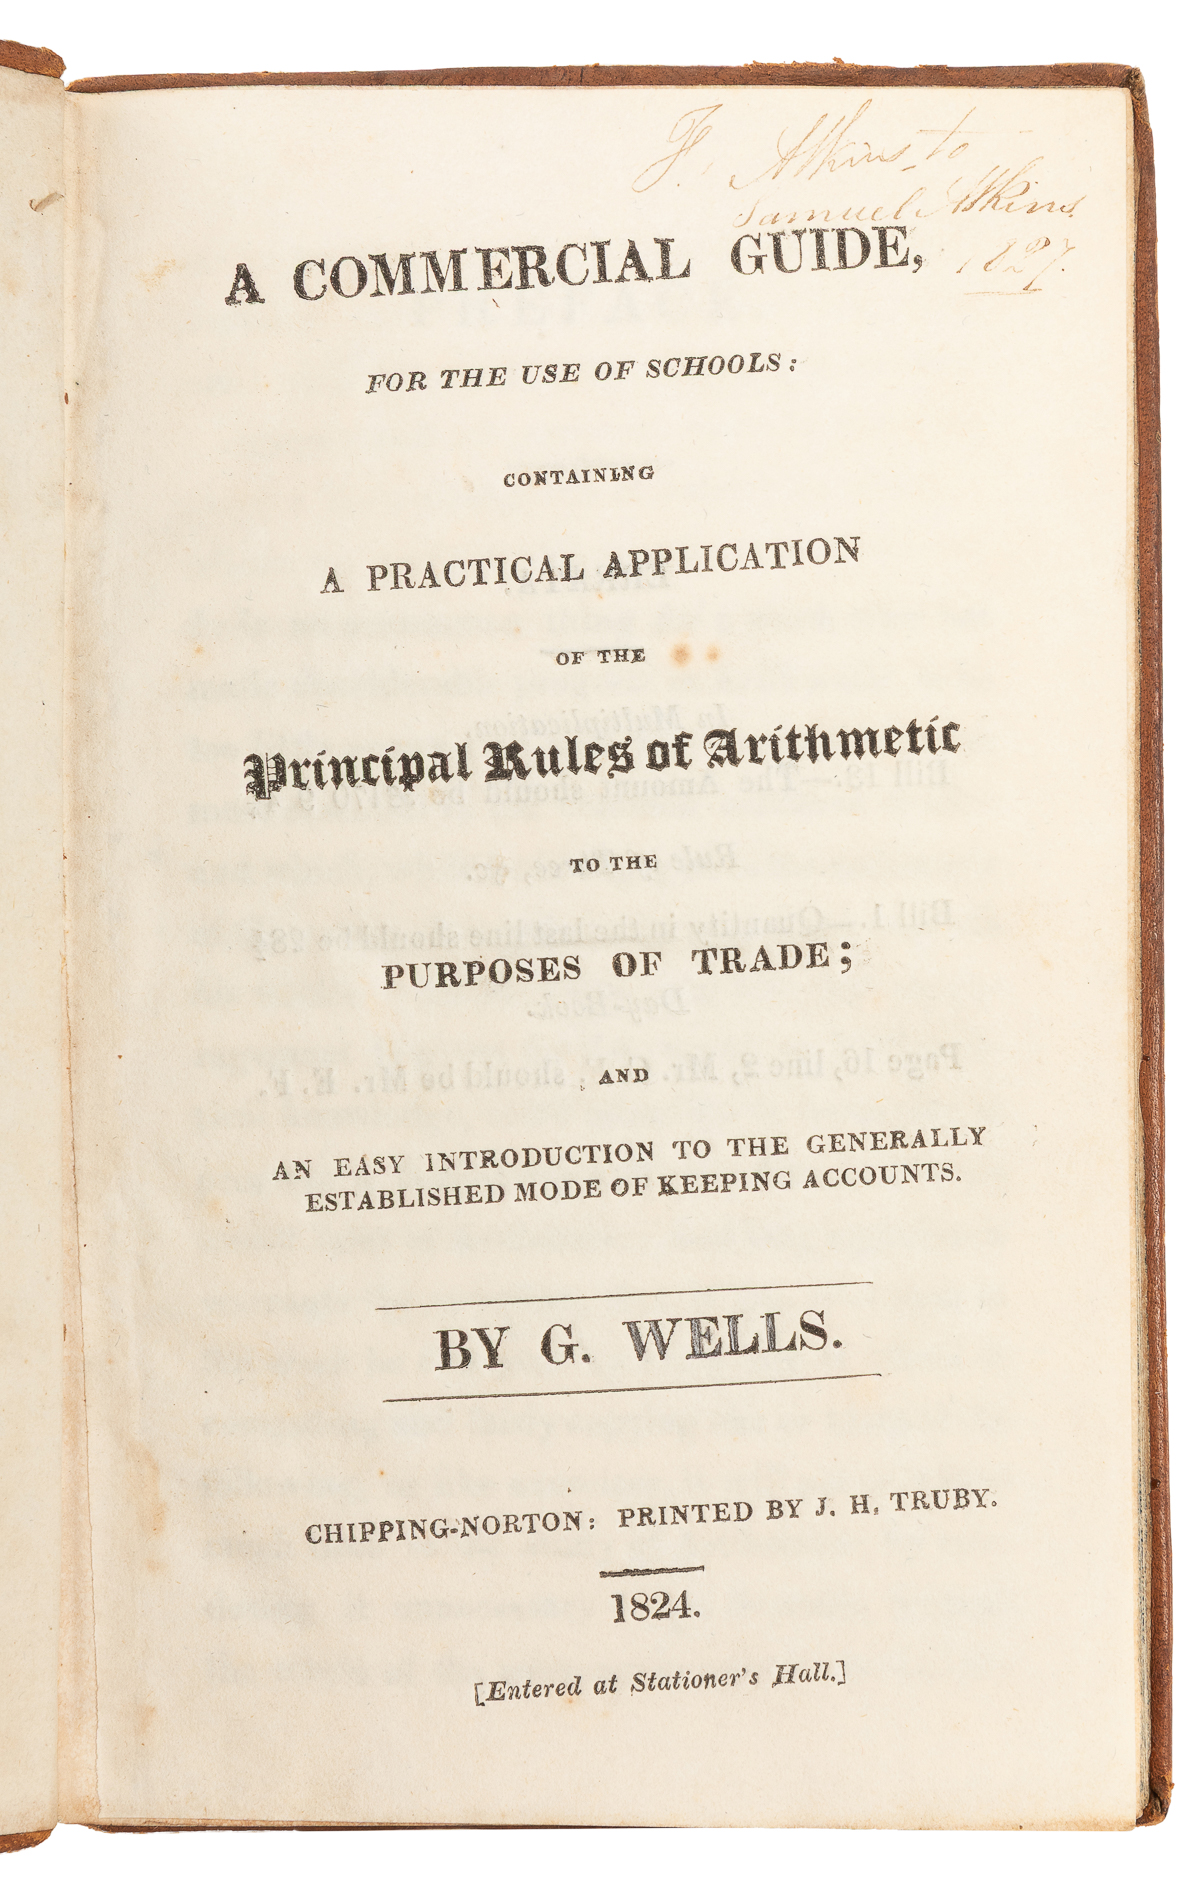 F. Atkins to
Samuel Atkins.
1827.
A COMMERCIAL GUIDE,
FOR THE USE OF SCHOOLS:
CONTAINING
A PRACTICAL APPLICATION
OF THE
Principal Rules of Arithmetic
TO THE
PURPOSES OF TRADE;
AND
AN EASY INTRODUCTION TO THE GENERALLY
ESTABLISHED MODE OF KEEPING ACCOUNTS.
BY G. WELLS.
CHIPPING-NORTON: PRINTED BY J. H. TRUBY.
1824.
[Entered at Stationer's Hall.]